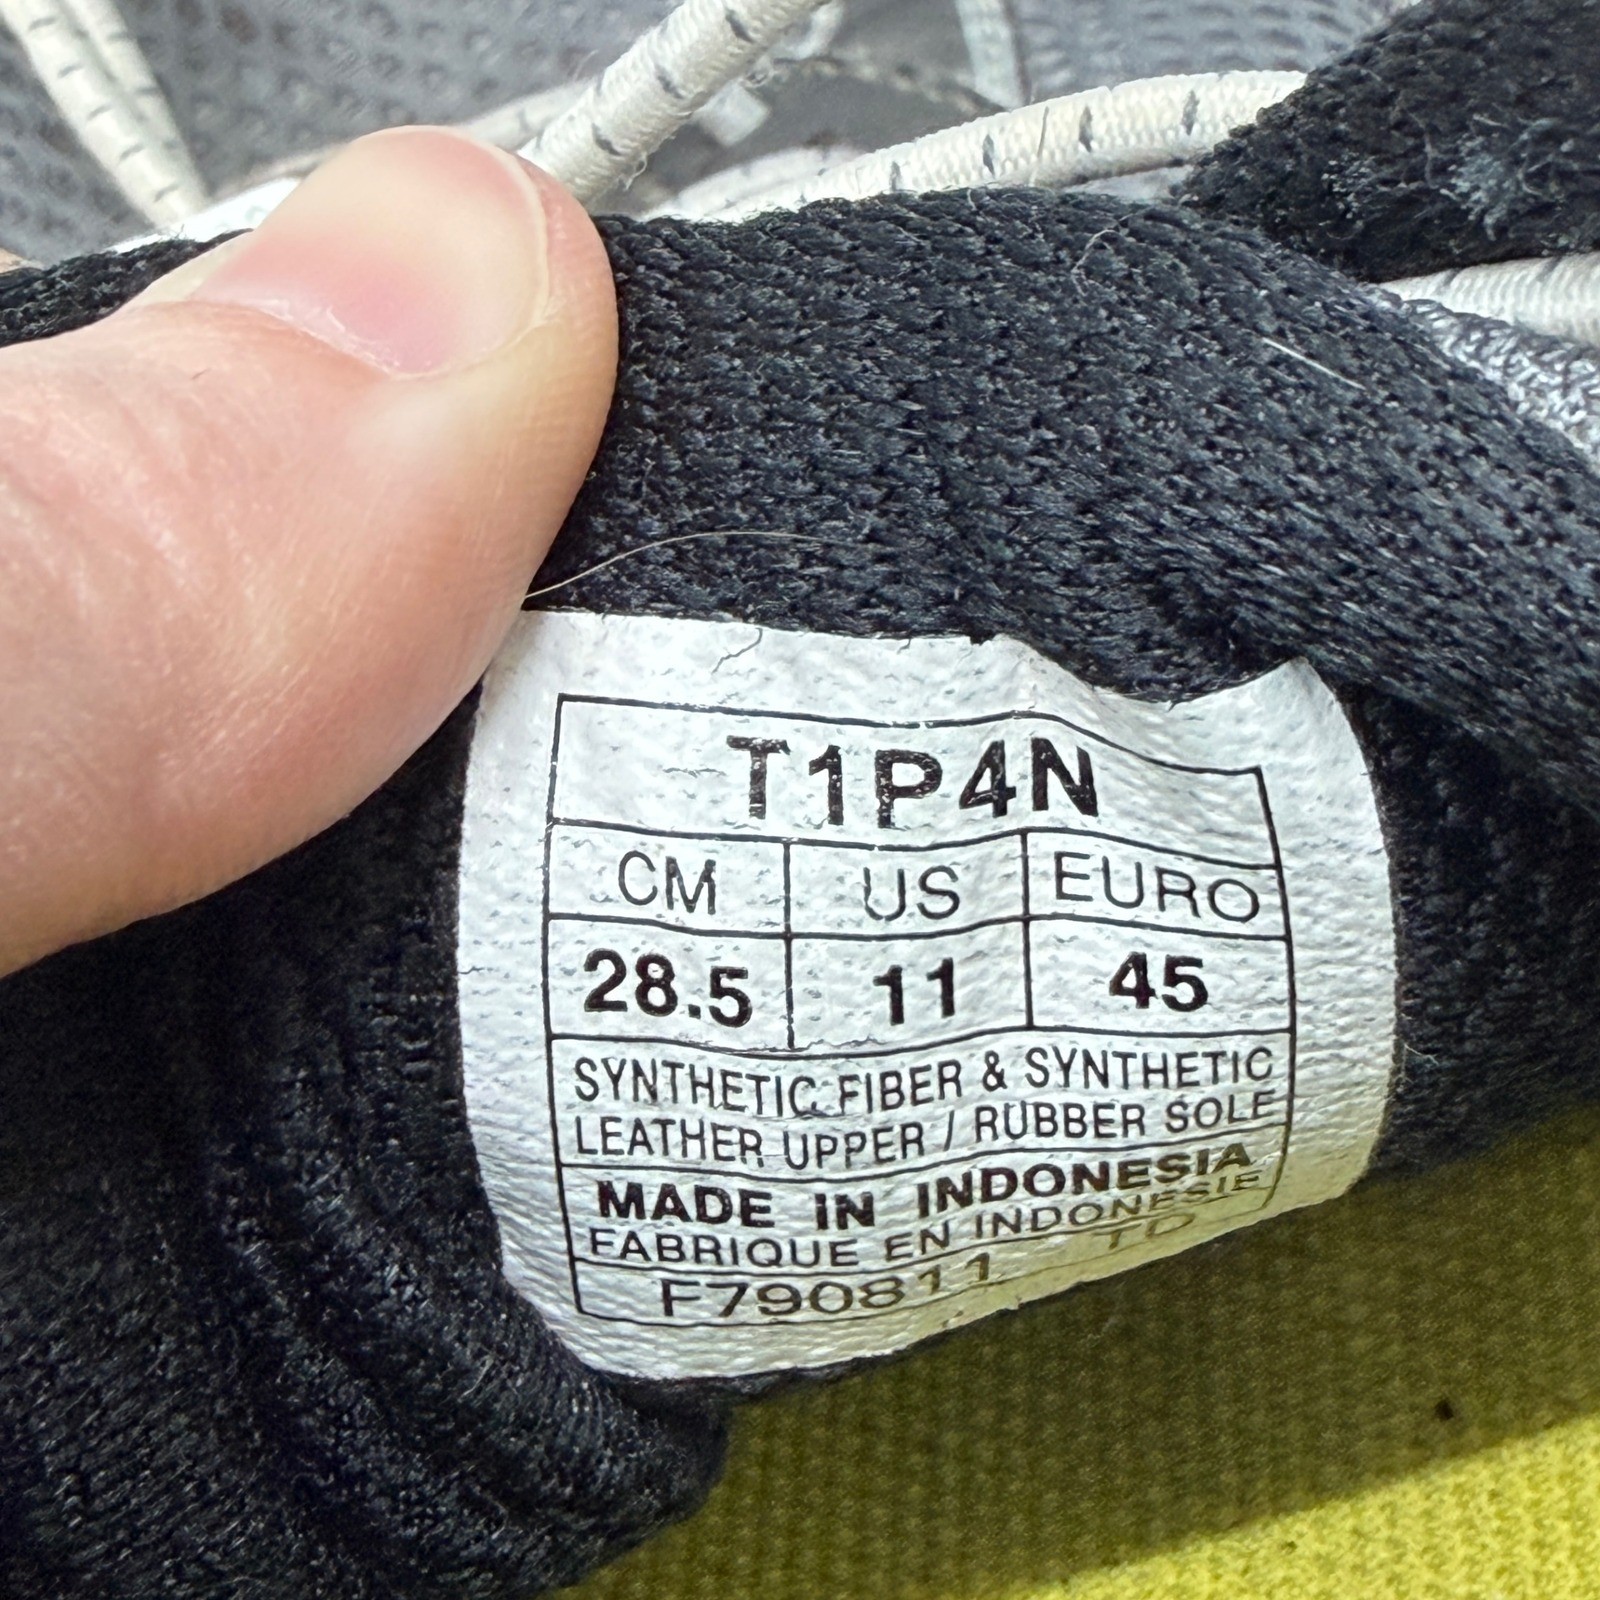 T1P4N
CM US EURO
28.5 11 45
SYNTHETIC FIBER & SYNTHETIC
LEATHER UPPER / RUBBER SOLE
MADE IN INDONESIA
FABRIQUE EN INDONESIE
F790811 TD